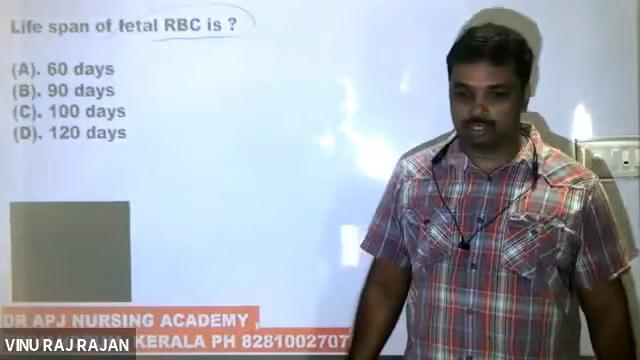 Life span of fetal RBC is ?
(A). 60 days
(B). 90 days
(C). 100 days
(D). 120 days
DR APJ NURSING ACADEMY ,
KERALA PH 8281002707
VINU RAJ RAJAN